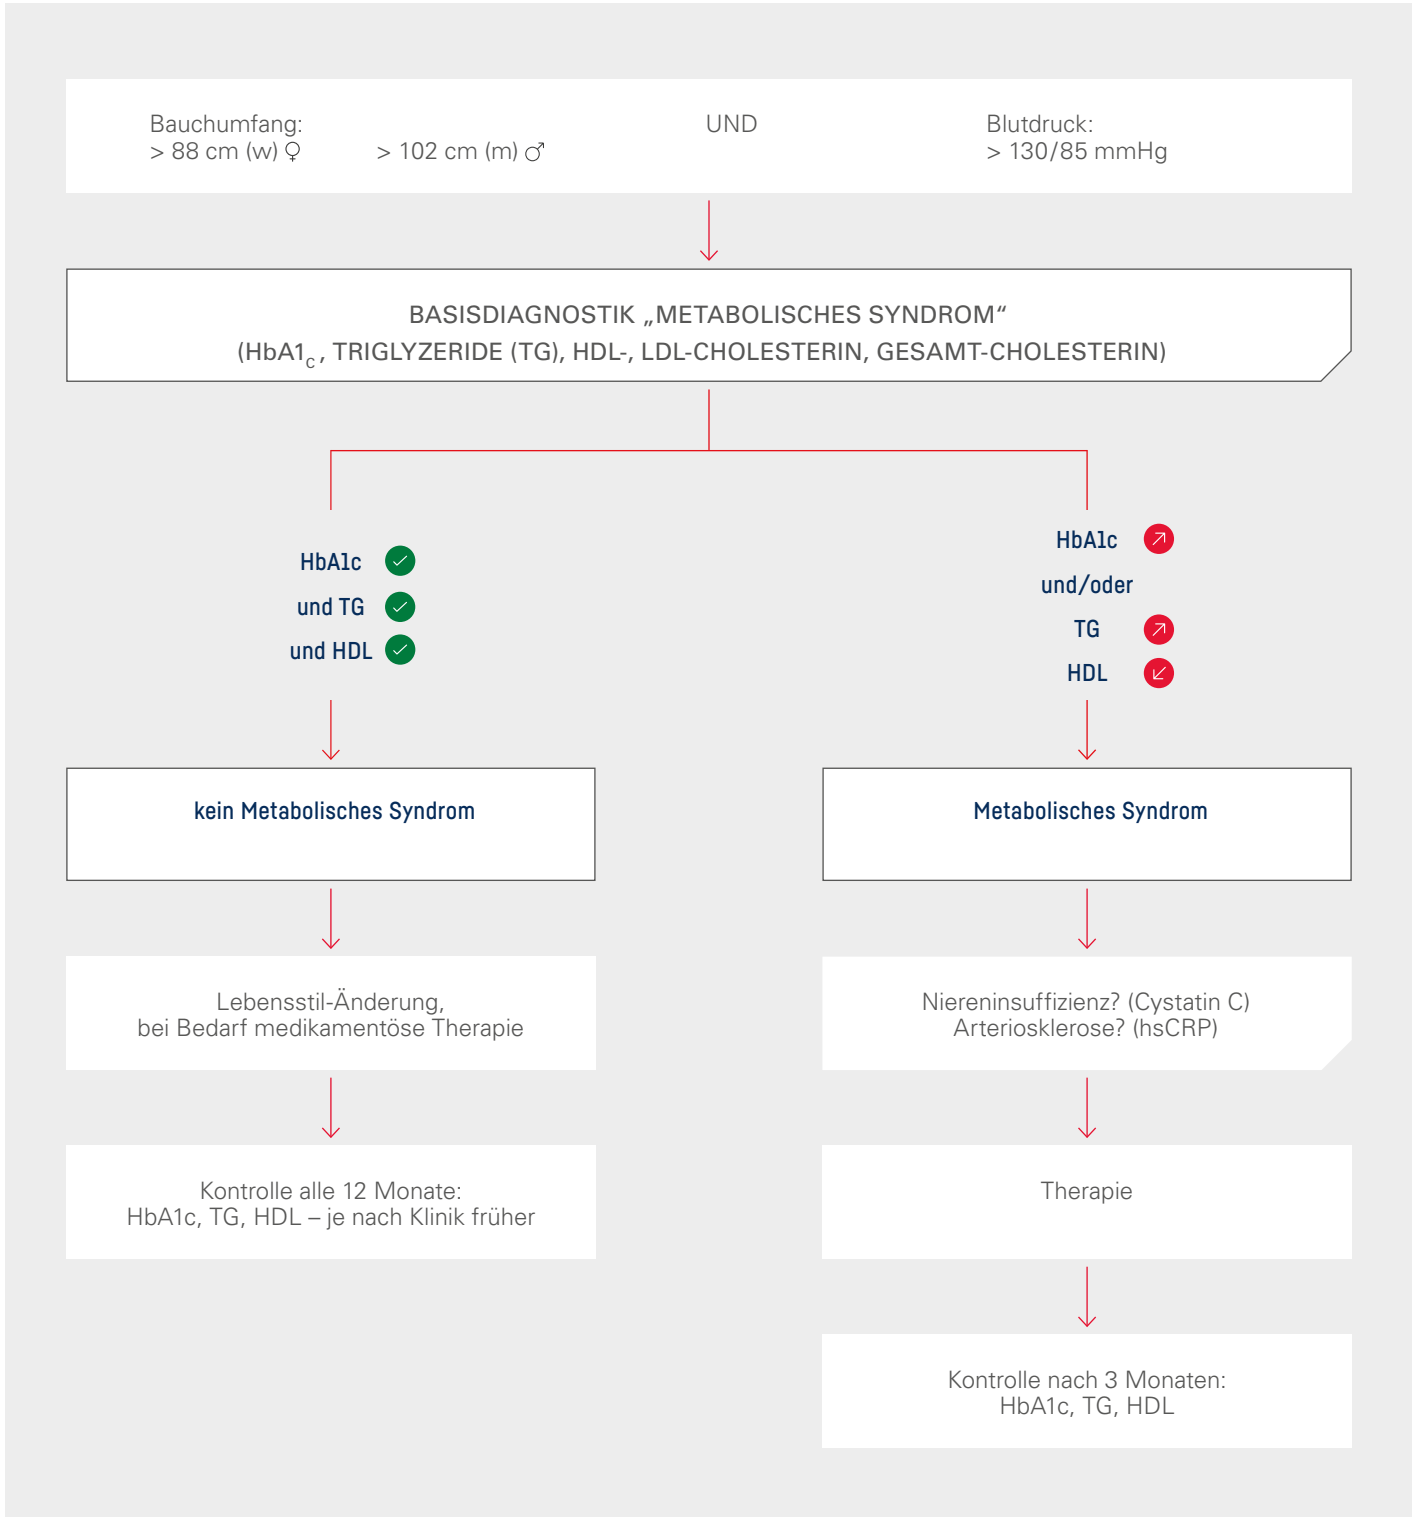 Bauchumfang:
> 88 cm (w) ♀ > 102 cm (m) ♂
UND
Blutdruck:
> 130/85 mmHg
BASISDIAGNOSTIK „METABOLISCHES SYNDROM“
(HbA1c, TRIGLYZERIDE (TG), HDL-, LDL-CHOLESTERIN, GESAMT-CHOLESTERIN)
HbA1c
und TG
und HDL
HbA1c
und/oder
TG
HDL
kein Metabolisches Syndrom
Metabolisches Syndrom
Lebensstil-Änderung,
bei Bedarf medikamentöse Therapie
Niereninsuffizienz? (Cystatin C)
Arteriosklerose? (hsCRP)
Kontrolle alle 12 Monate:
HbA1c, TG, HDL – je nach Klinik früher
Therapie
Kontrolle nach 3 Monaten:
HbA1c, TG, HDL